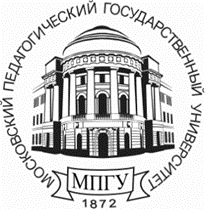 МОСКОВСКИЙ ПЕДАГОГИЧЕСКИЙ ГОСУДАРСТВЕННЫЙ УНИВЕРСИТЕТ
МПГУ
1872